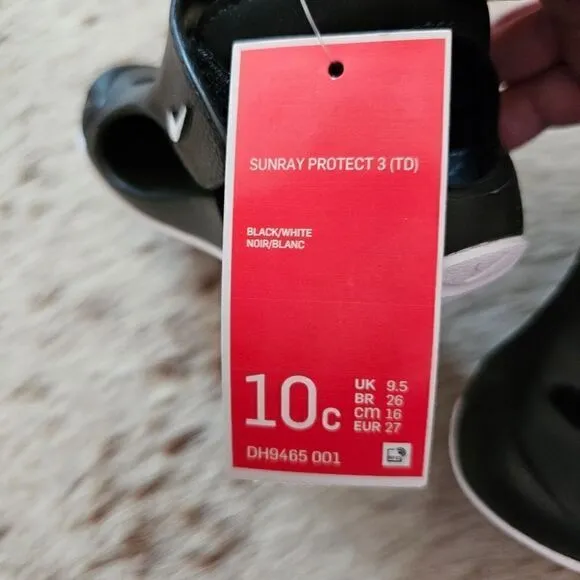 SUNRAY PROTECT 3 (TD)
BLACK/WHITE
NOIR/BLANC
10c
UK 9.5
BR 26
cm 16
EUR 27
DH9465 001